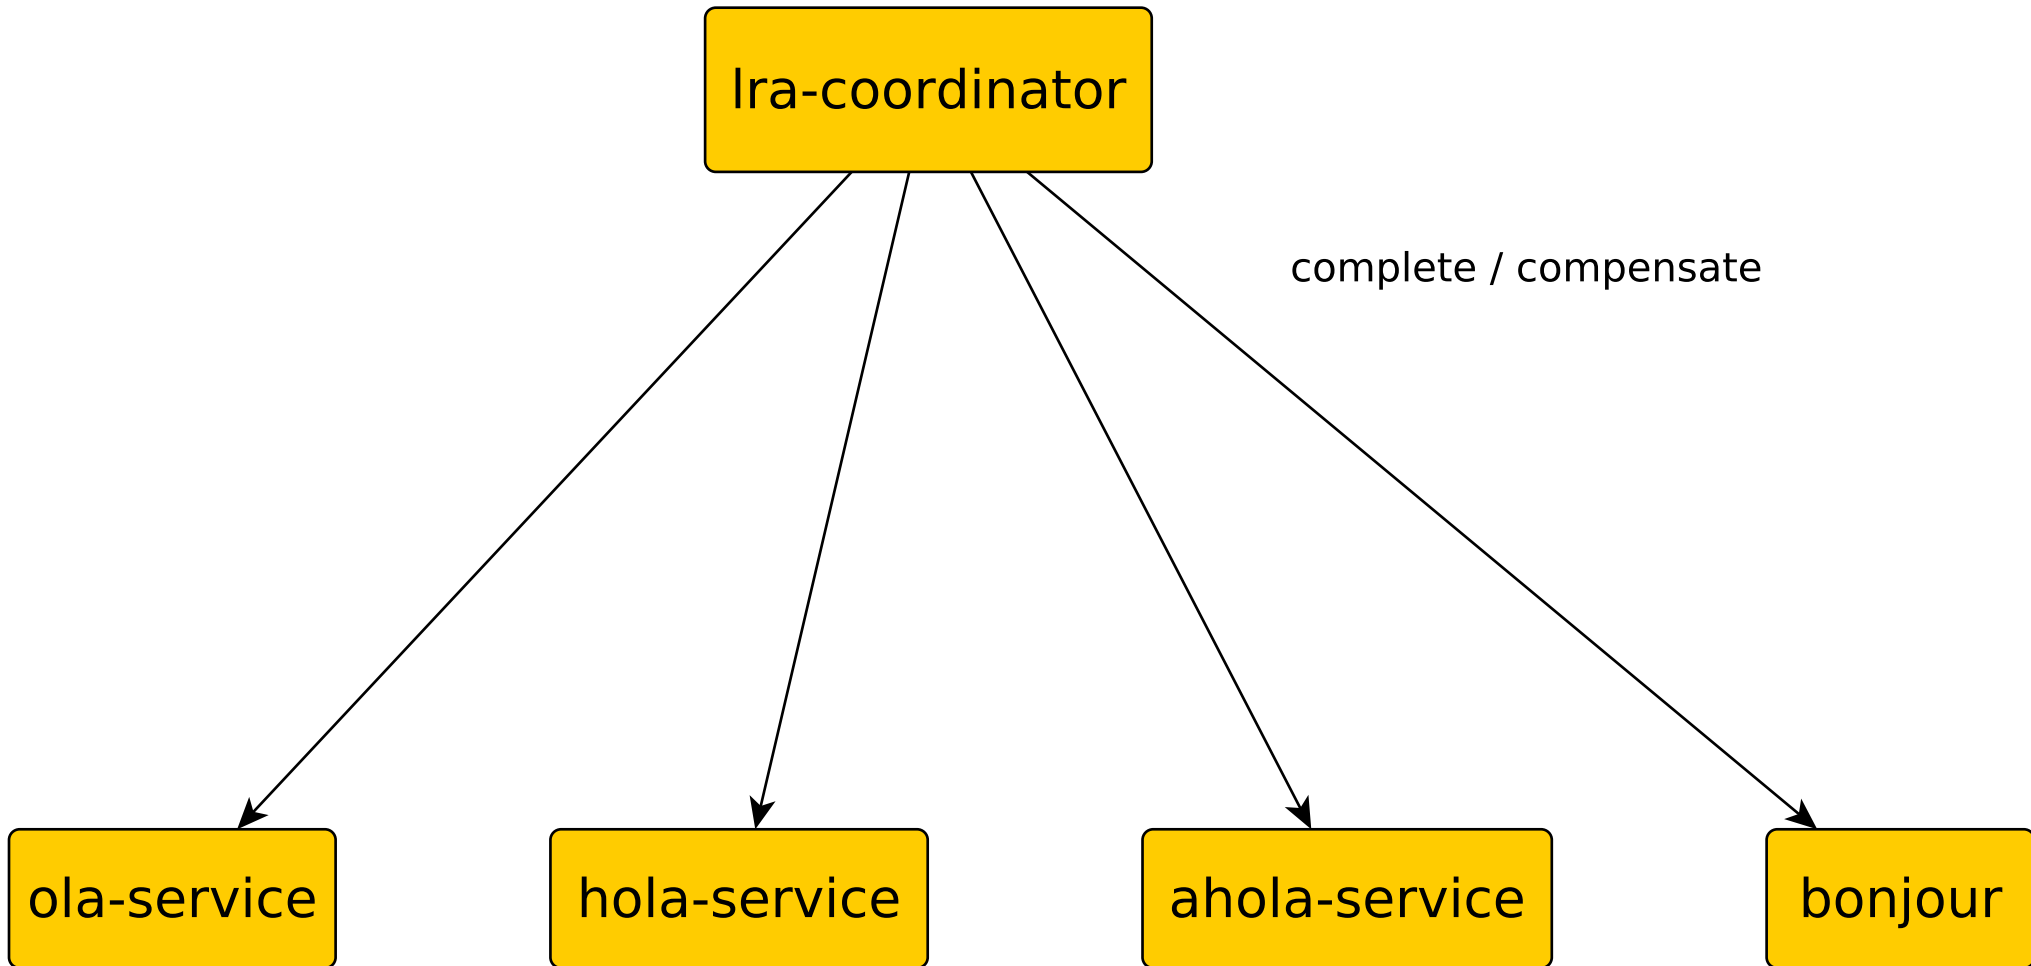 lra-coordinator
complete / compensate
ola-service
hola-service
ahola-service
bonjour